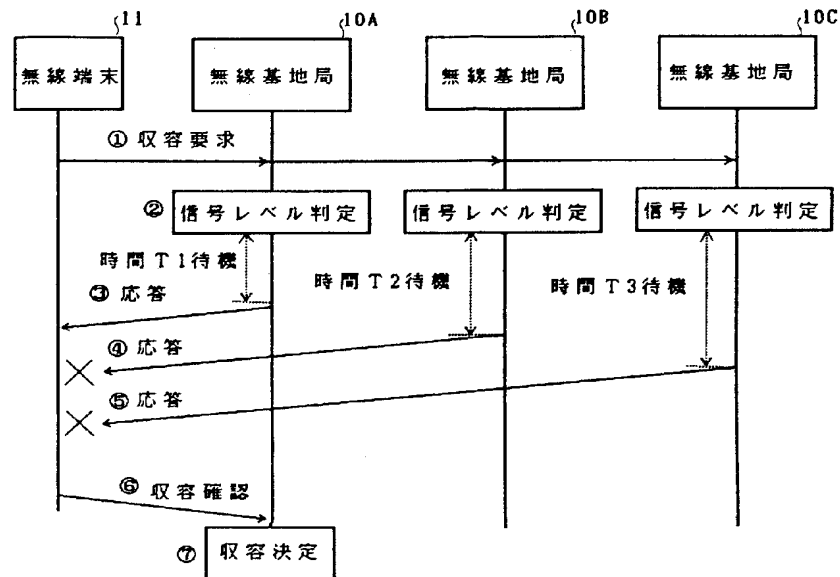 11
10A
10B
10C
無線端末
無線基地局
無線基地局
無線基地局
① 収容要求
② 信号レベル判定
信号レベル判定
信号レベル判定
時間T1待機
時間T2待機
時間T3待機
③ 応答
④ 応答
⑤ 応答
⑥ 収容確認
⑦ 収容決定